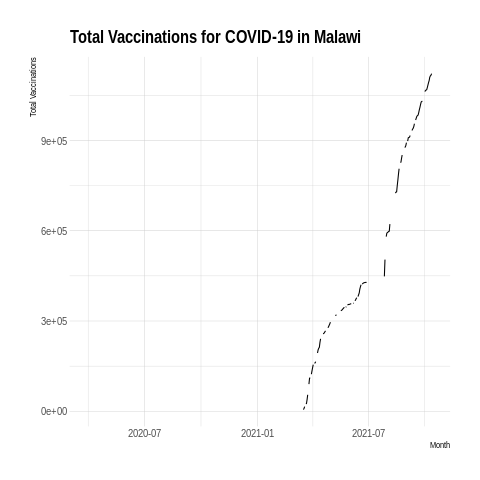 Total Vaccinations for COVID-19 in Malawi
Total Vaccinations
9e+05
6e+05
3e+05
0e+00
2020-07 2021-01 2021-07
Month